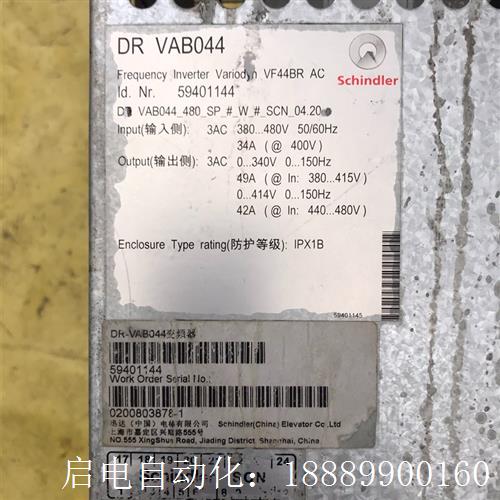 DR VAB044
Schindler
Frequency Inverter Variodyn VF44BR AC
Id. Nr. 59401144
VAB044_480_SP_#_W_#_SCN_04.20
Input(输入侧): 3AC 380...480V 50/60Hz
34A (@ 400V)
Output(输出侧): 3AC 0...340V 0...150Hz
49A (@ In: 380...415V)
0...414V 0...150Hz
42A (@ In: 440...480V)
Enclosure Type rating(防护等级): IPX1B
59401145
DR-VAB044变频器
59401144
Work Order Serial No.:
0200803878-1
迅达（中国）电梯有限公司 Schindler(China) Elevator Co.,Ltd
上海市嘉定区兴顺路555号
NO.555 XingShun Road, Jiading District, Shanghai, China
17 18 19 24
启电自动化：18889900160